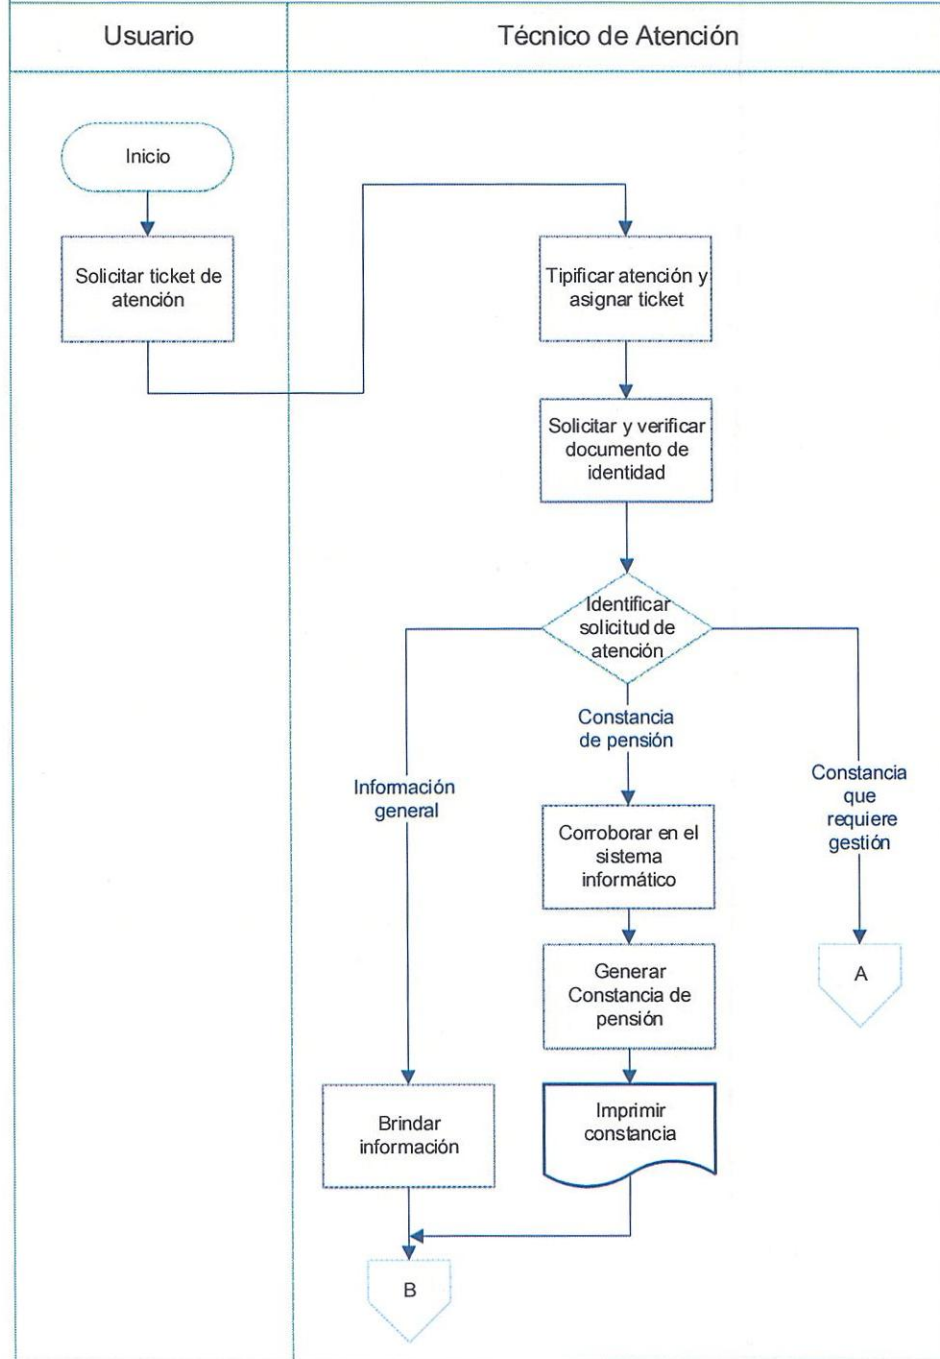 Usuario
Técnico de Atención
Inicio
Solicitar ticket de
atención
Tipificar atención y
asignar ticket
Solicitar y verificar
documento de
identidad
Identificar
solicitud de
atención
Información
general
Constancia
de pensión
Constancia
que
requiere
gestión
Corroborar en el
sistema
informático
Generar
Constancia de
pensión
A
Brindar
información
Imprimir
constancia
B